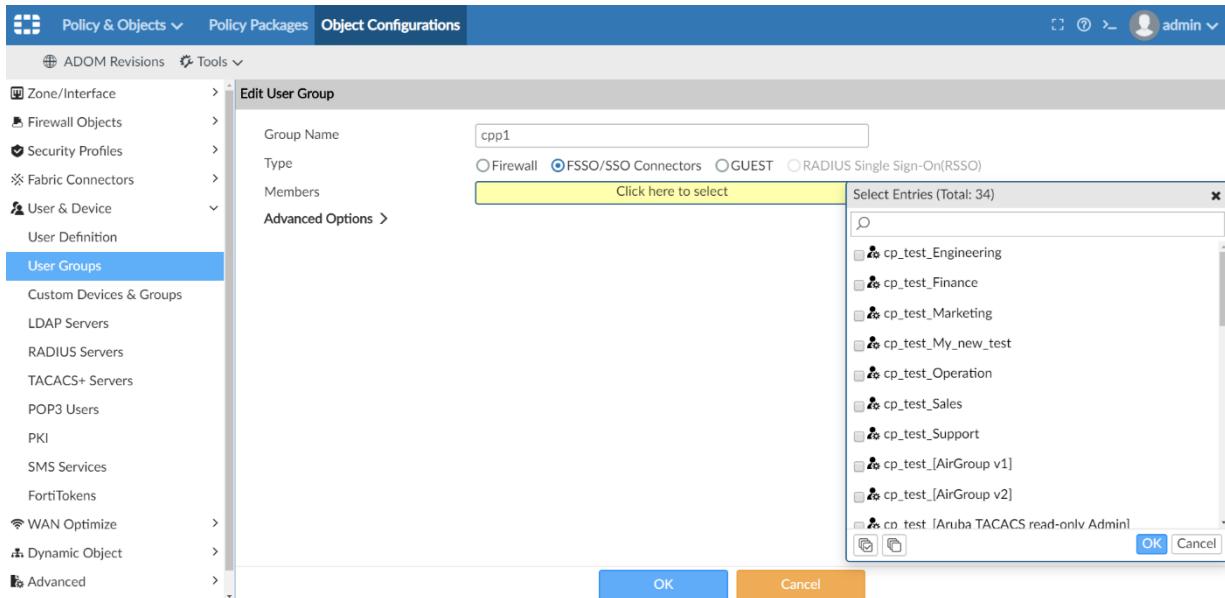 Policy & Objects Policy Packages Object Configurations admin
ADOM Revisions Tools
Zone/Interface
Firewall Objects
Security Profiles
Fabric Connectors
User & Device
User Definition
User Groups
Custom Devices & Groups
LDAP Servers
RADIUS Servers
TACACS+ Servers
POP3 Users
PKI
SMS Services
FortiTokens
WAN Optimize
Dynamic Object
Advanced
Edit User Group
Group Name cpp1
Type Firewall FSSO/SSO Connectors GUEST RADIUS Single Sign-On(RSSO)
Members Click here to select
Advanced Options >
Select Entries (Total: 34)
cp_test_Engineering
cp_test_Finance
cp_test_Marketing
cp_test_My_new_test
cp_test_Operation
cp_test_Sales
cp_test_Support
cp_test_[AirGroup v1]
cp_test_[AirGroup v2]
cp_test_[Aruba TACACS read-only Admin]
OK Cancel
OK Cancel